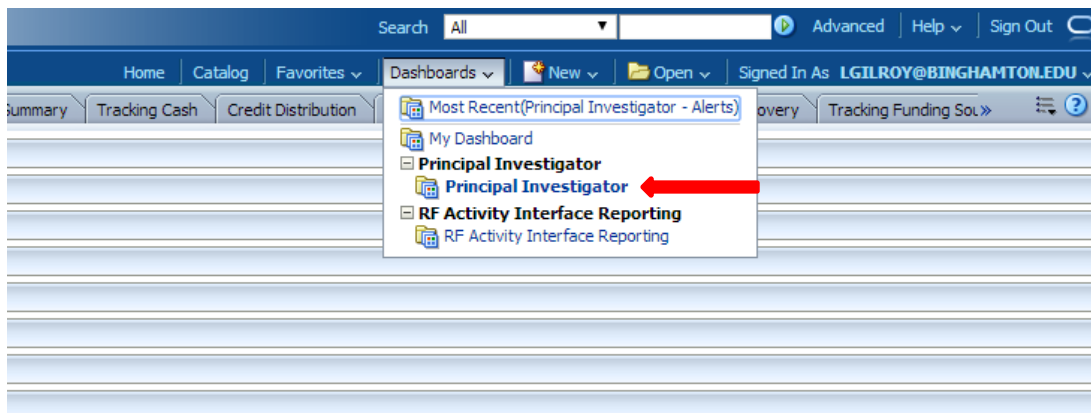 Search All Advanced Help Sign Out
Home Catalog Favorites Dashboards New Open Signed In As LGILROY@BINGHAMTON.EDU
Summary Tracking Cash Credit Distribution overy Tracking Funding Sou»
Most Recent(Principal Investigator - Alerts)
My Dashboard
Principal Investigator
Principal Investigator
RF Activity Interface Reporting
RF Activity Interface Reporting